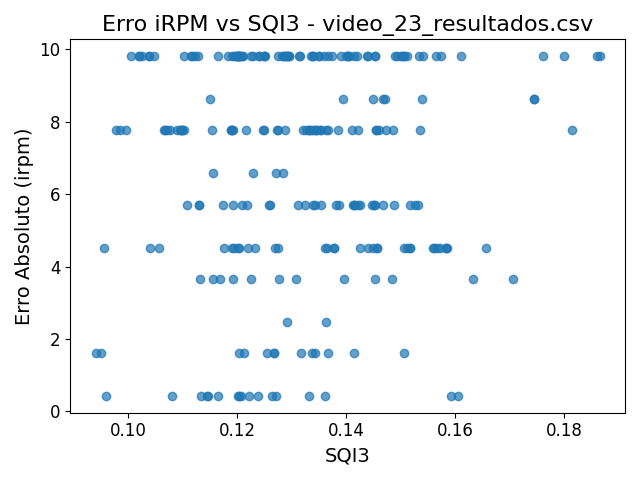 Erro iRPM vs SQI3 - video_23_resultados.csv
Erro Absoluto (irpm)
10
8
6
4
2
0
0.10 0.12 0.14 0.16 0.18
SQI3